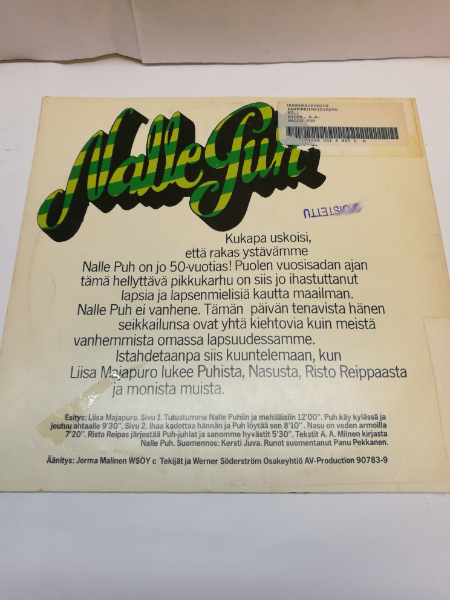 Nalle Puh
MILNE, A.A.
NALLE PUH
POISTETTU
Kukapa uskoisi,
että rakas ystävämme
Nalle Puh on jo 50-vuotias! Puolen vuosisadan ajan
tämä hellyttävä pikkukarhu on siis jo ihastuttanut
lapsia ja lapsenmielisiä kautta maailman.
Nalle Puh ei vanhene. Tämän päivän tenavista hänen
seikkailunsa ovat yhtä kiehtovia kuin meistä
vanhemmista omassa lapsuudessamme.
Istahdetaanpa siis kuuntelemaan, kun
Liisa Majapuro lukee Puhista, Nasusta, Risto Reippaasta
ja monista muista.
Esitys: Liisa Majapuro. Sivu 1. Tutustumme Nalle Puhiin ja mehiläisiin 12'00". Puh käy kylässä ja
joutuu ahtaalle 9'30". Sivu 2. Ihaa kadottaa hännän ja Puh löytää sen 8'10". Nasu on veden armoilla
7'20". Risto Reipas järjestää Puh-juhlat ja sanomme hyvästit 5'30". Tekstit A. A. Milnen kirjasta
Nalle Puh. Suomennos; Kersti Juva. Runot suomentanut Panu Pekkanen.
Äänitys: Jorma Malinen WSOY c Tekijät ja Werner Söderström Osakeyhtiö AV-Production 90783-9